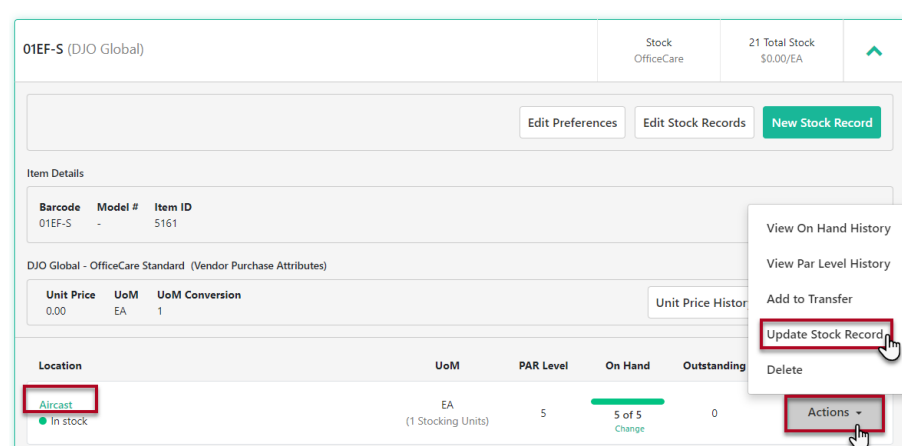 01EF-S (DJO Global)
Stock
OfficeCare
21 Total Stock
$0.00/EA
Edit Preferences
Edit Stock Records
New Stock Record
Item Details
Barcode Model # Item ID
01EF-S - 5161
DJO Global - OfficeCare Standard (Vendor Purchase Attributes)
Unit Price UoM UoM Conversion
0.00 EA 1
Unit Price History
View On Hand History
View Par Level History
Add to Transfer
Update Stock Record
Delete
Location UoM PAR Level On Hand Outstanding
Aircast
In stock
EA
(1 Stocking Units)
5
5 of 5
Change
0
Actions